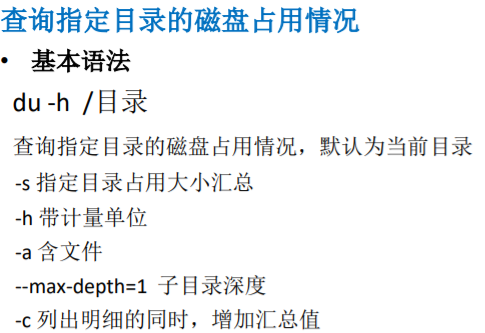 查询指定目录的磁盘占用情况
• 基本语法
du -h /目录
查询指定目录的磁盘占用情况，默认为当前目录
-s 指定目录占用大小汇总
-h 带计量单位
-a 含文件
--max-depth=1 子目录深度
-c 列出明细的同时，增加汇总值